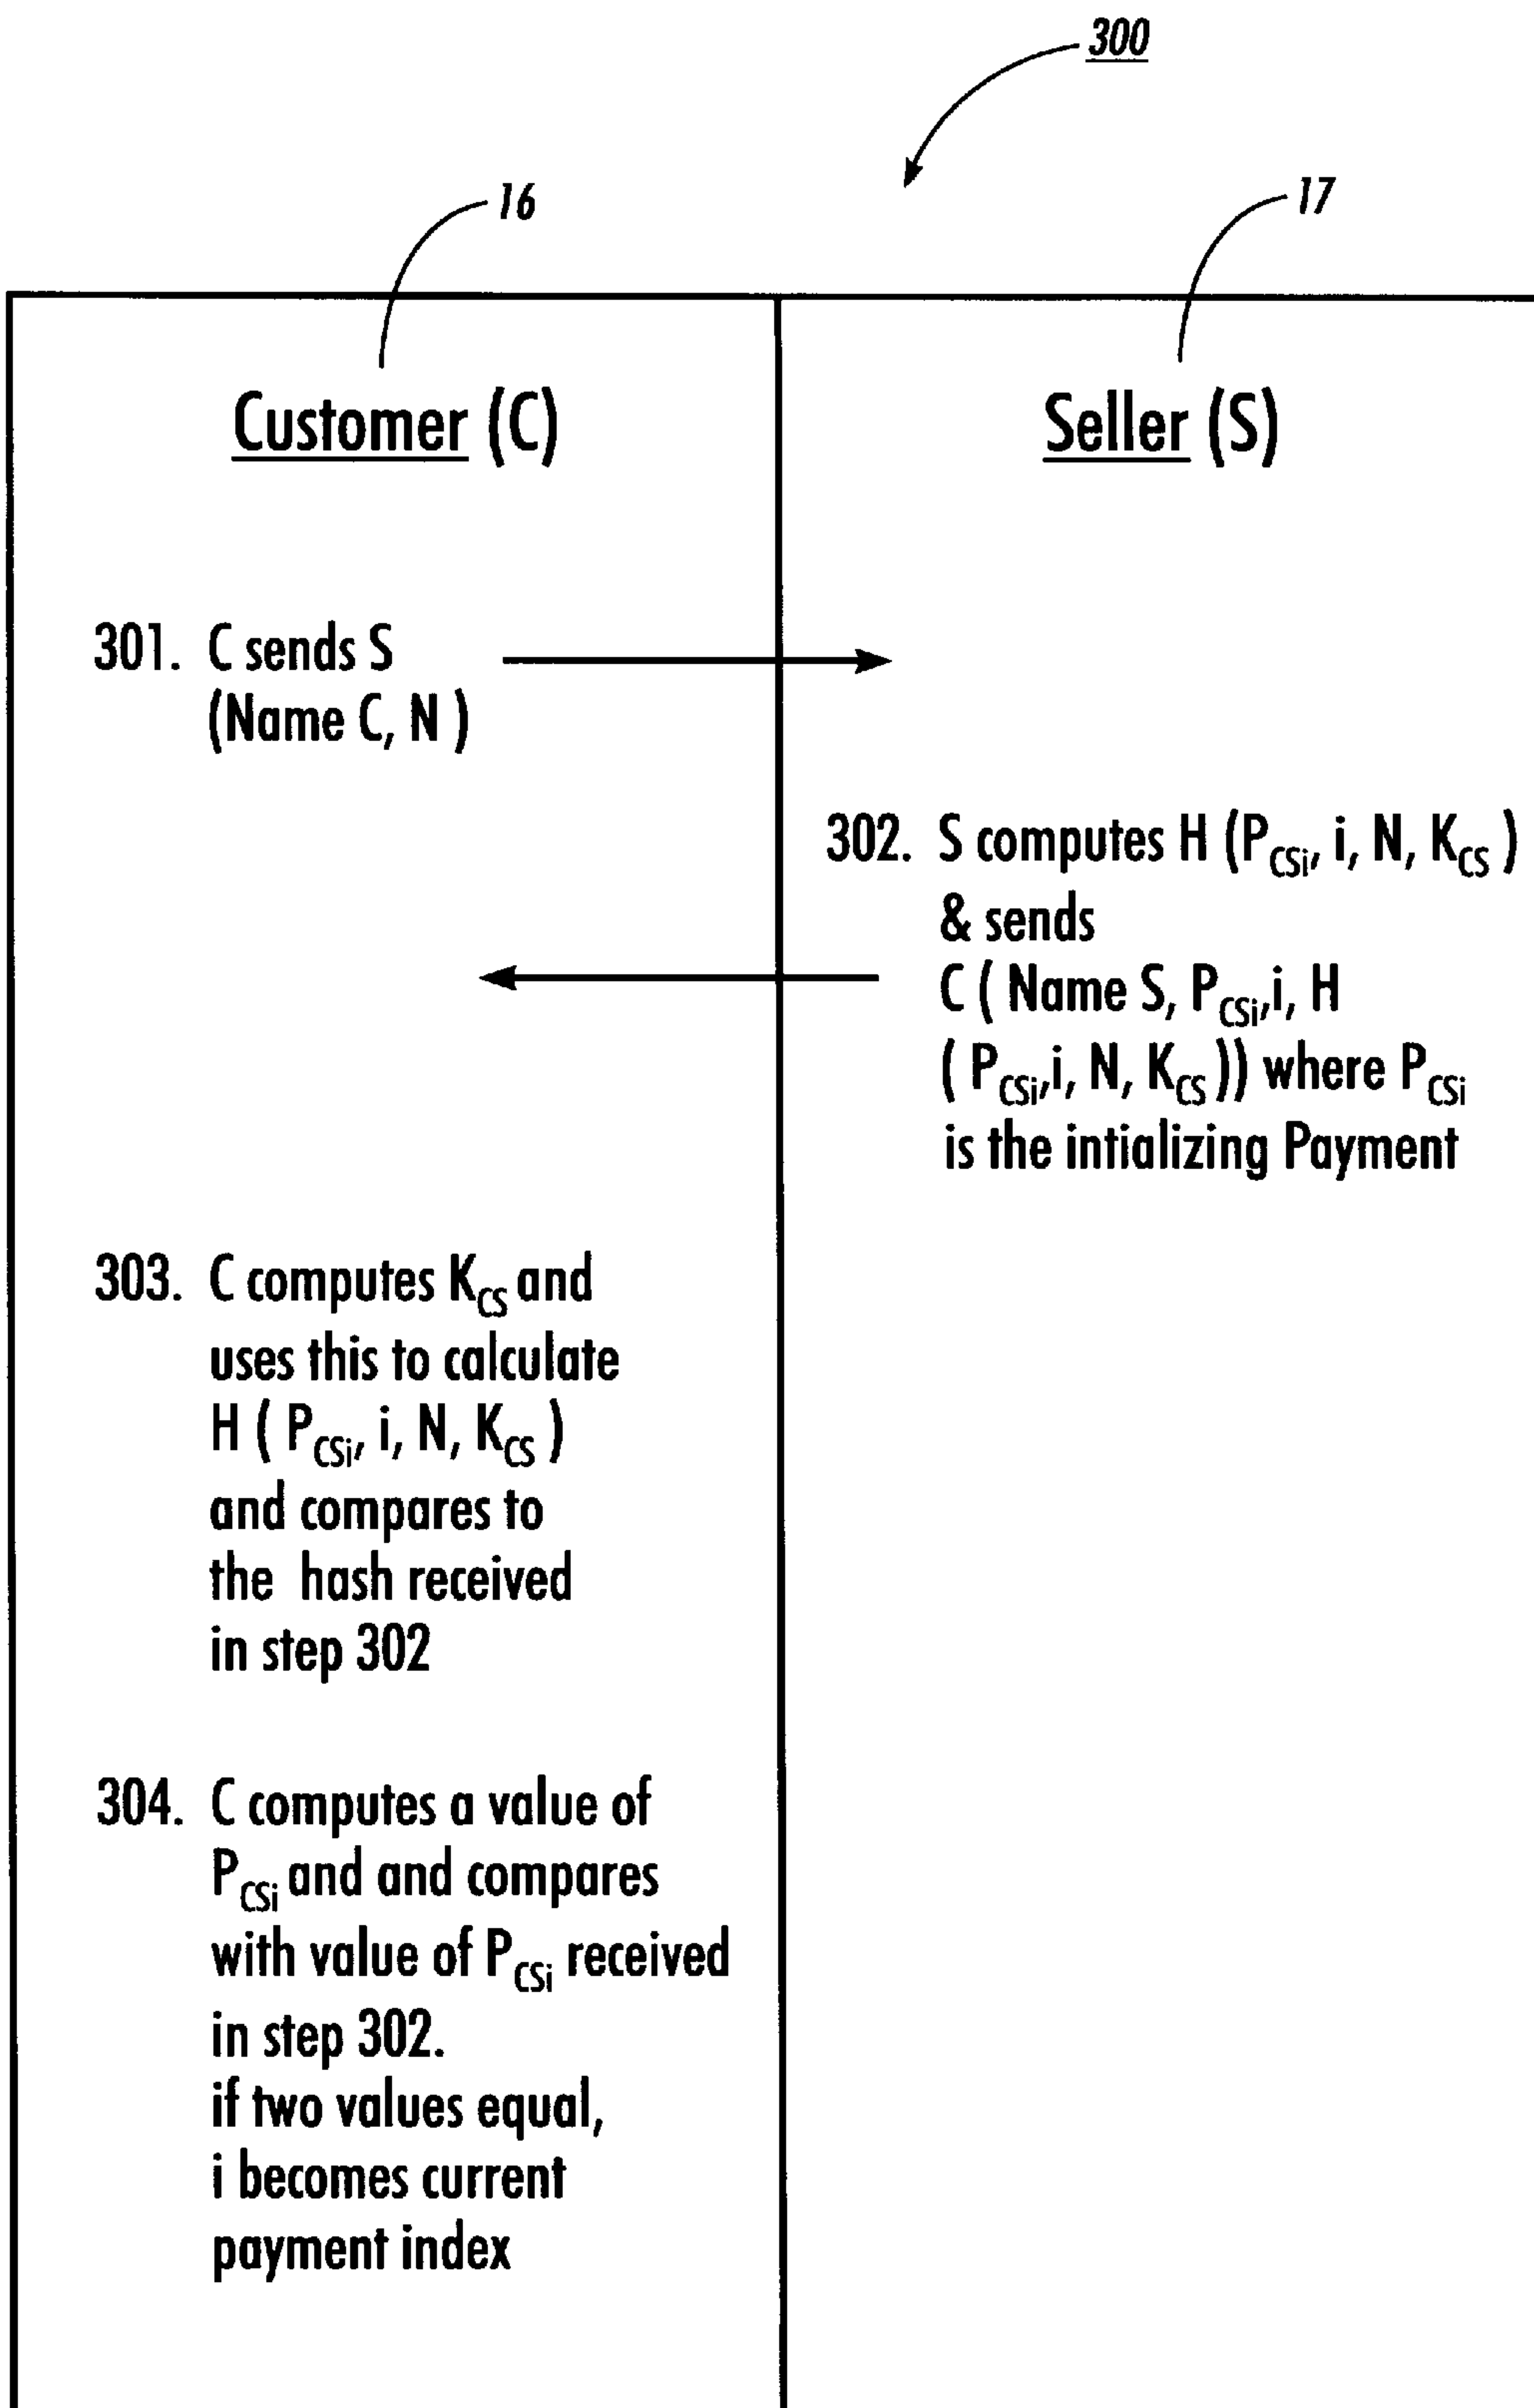 300
16
17
Customer (C)
Seller (S)
301. C sends S
(Name C, N )
302. S computes H (P_CSi, i, N, K_CS )
& sends
C ( Name S, P_CSi,i, H
( P_CSi,i, N, K_CS )) where P_CSi
is the intializing Payment
303. C computes K_CS and
uses this to calculate
H ( P_CSi, i, N, K_CS )
and compares to
the hash received
in step 302
304. C computes a value of
P_CSi and and compares
with value of P_CSi received
in step 302.
if two values equal,
i becomes current
payment index